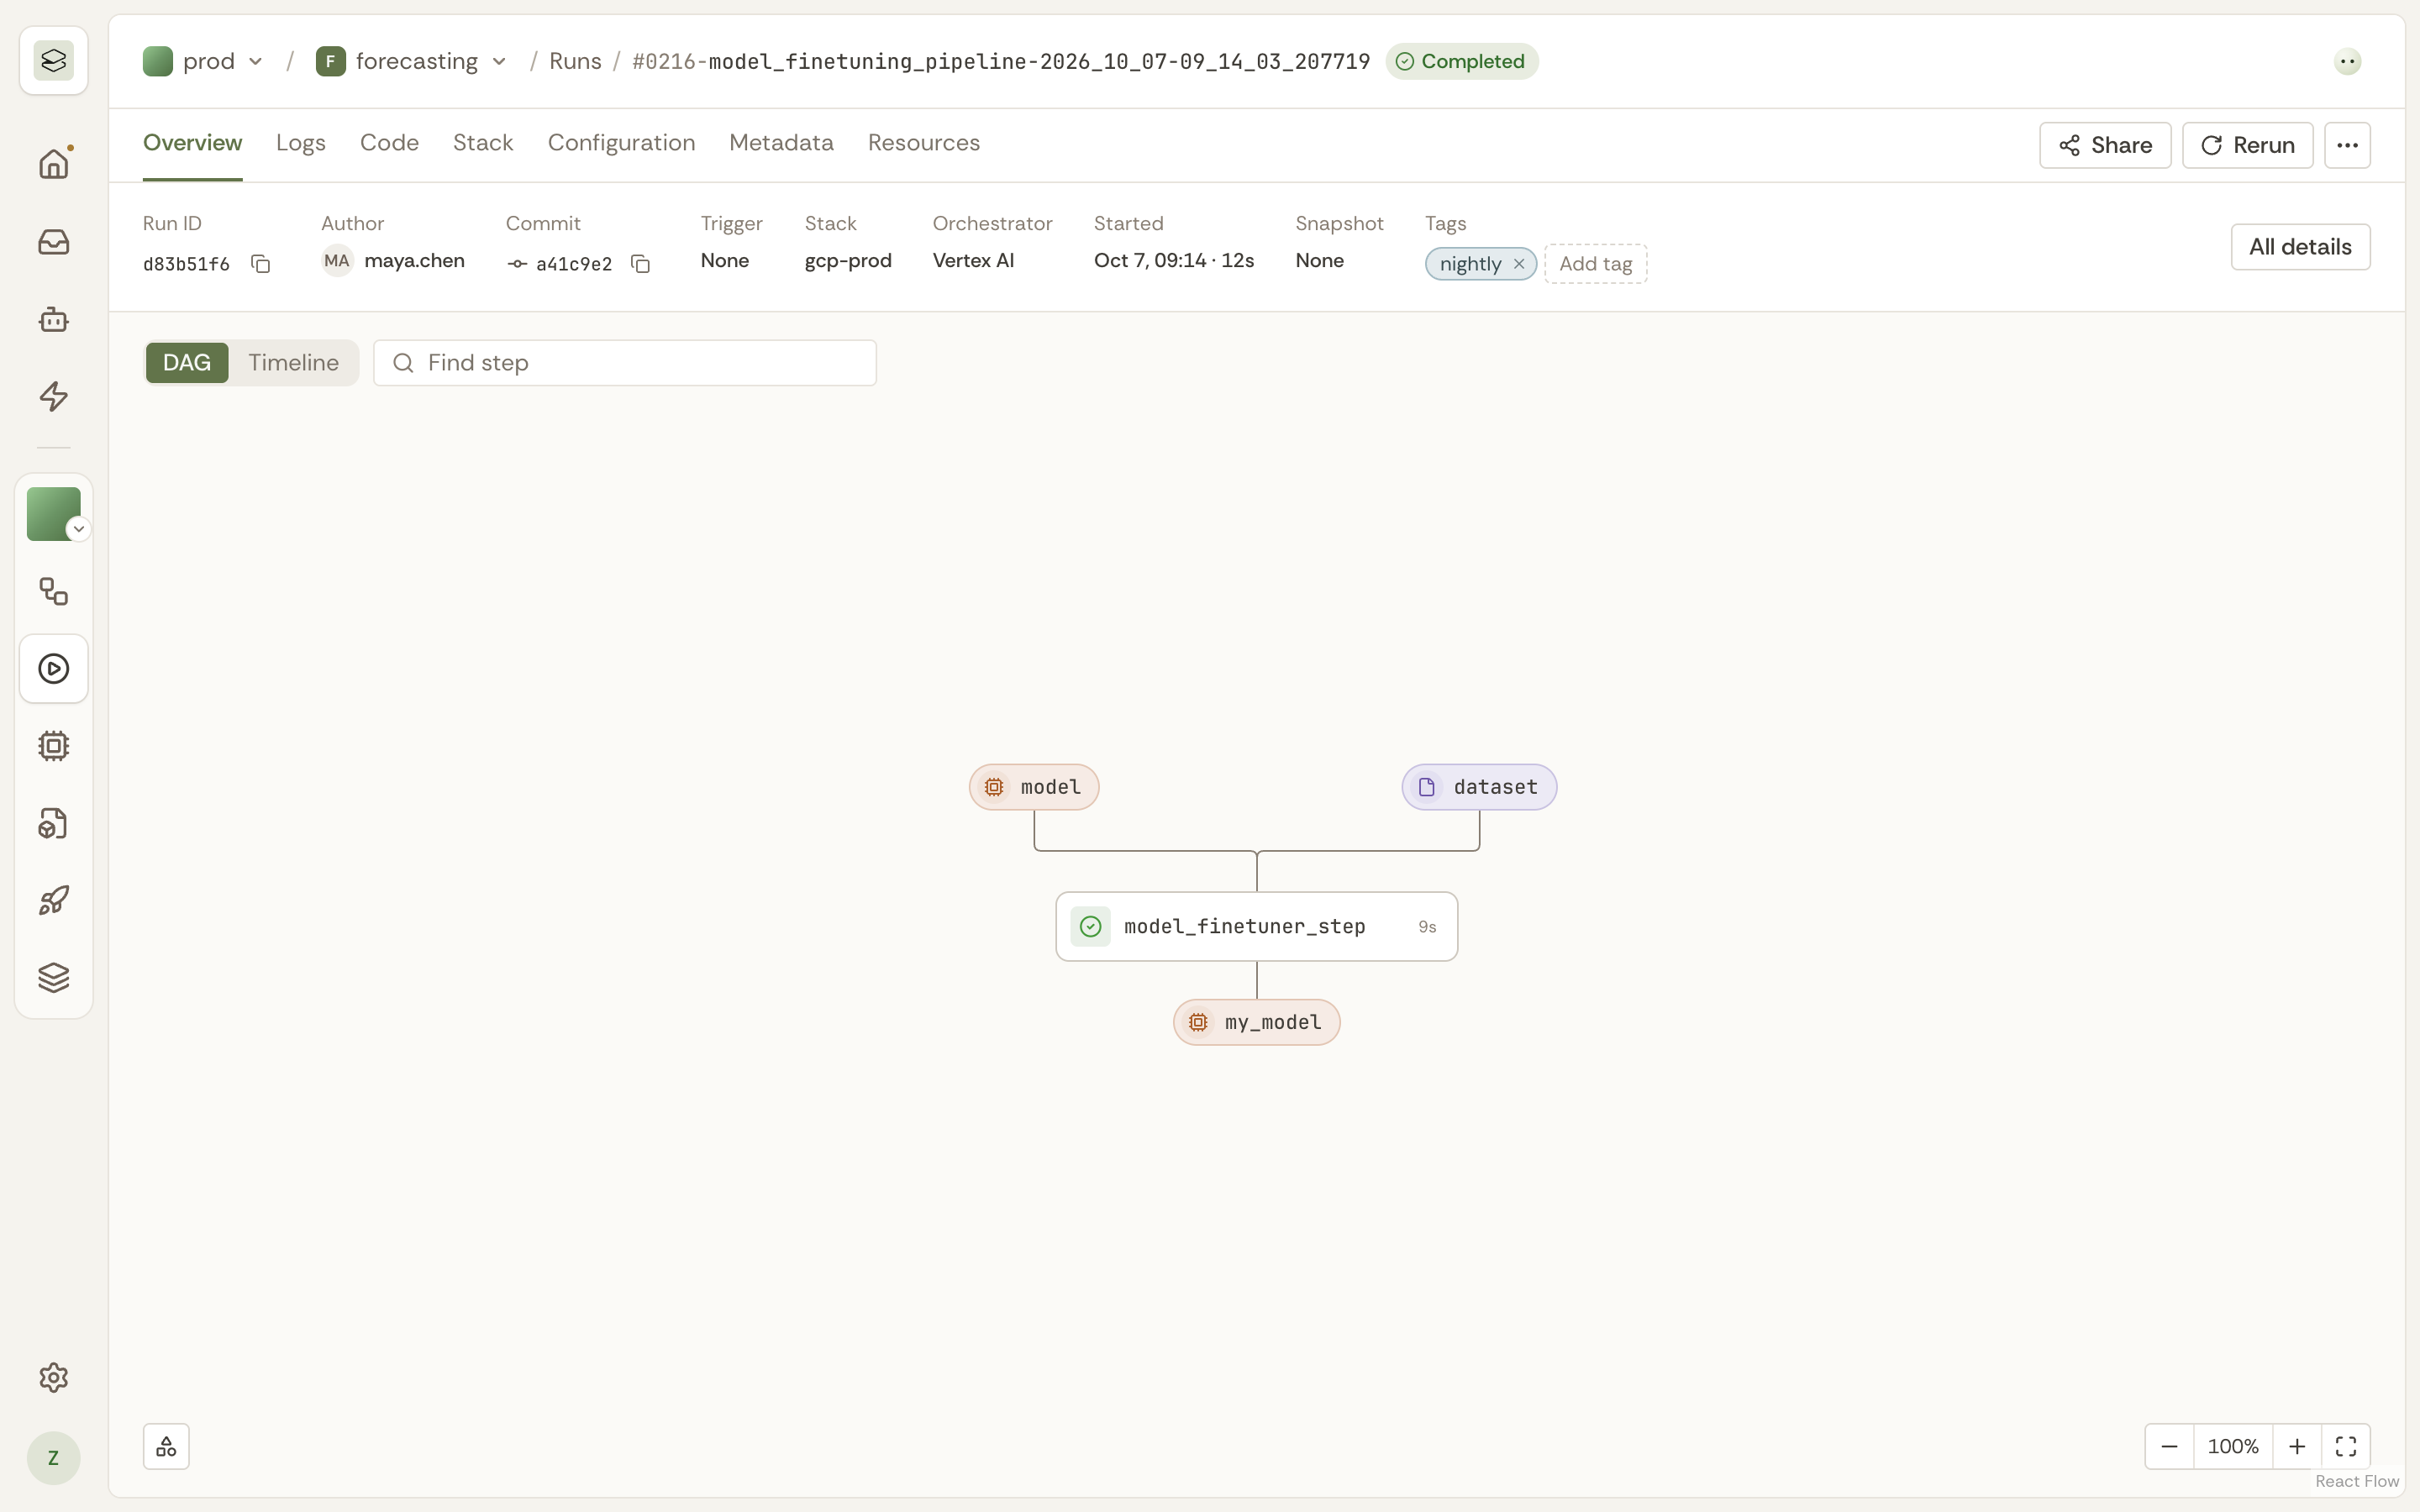 prod / F forecasting / Runs / #0216-model_finetuning_pipeline-2026_10_07-09_14_03_207719 Completed
Overview Logs Code Stack Configuration Metadata Resources Share Rerun
Run ID Author Commit Trigger Stack Orchestrator Started Snapshot Tags
d83b51f6 MA maya.chen a41c9e2 None gcp-prod Vertex AI Oct 7, 09:14 · 12s None nightly Add tag
All details
DAG Timeline Find step
model dataset
model_finetuner_step 9s
my_model
Z
100%
React Flow